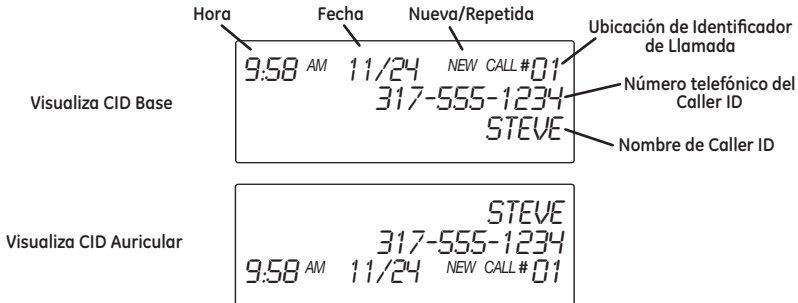 Hora Fecha Nueva/Repetida
Ubicación de Identificador
de Llamada
9:58 AM 11/24 NEW CALL #01
Visualiza CID Base
317-555-1234
Número telefónico del
Caller ID
STEVE
Nombre de Caller ID
STEVE
Visualiza CID Auricular
317-555-1234
9:58 AM 11/24 NEW CALL #01